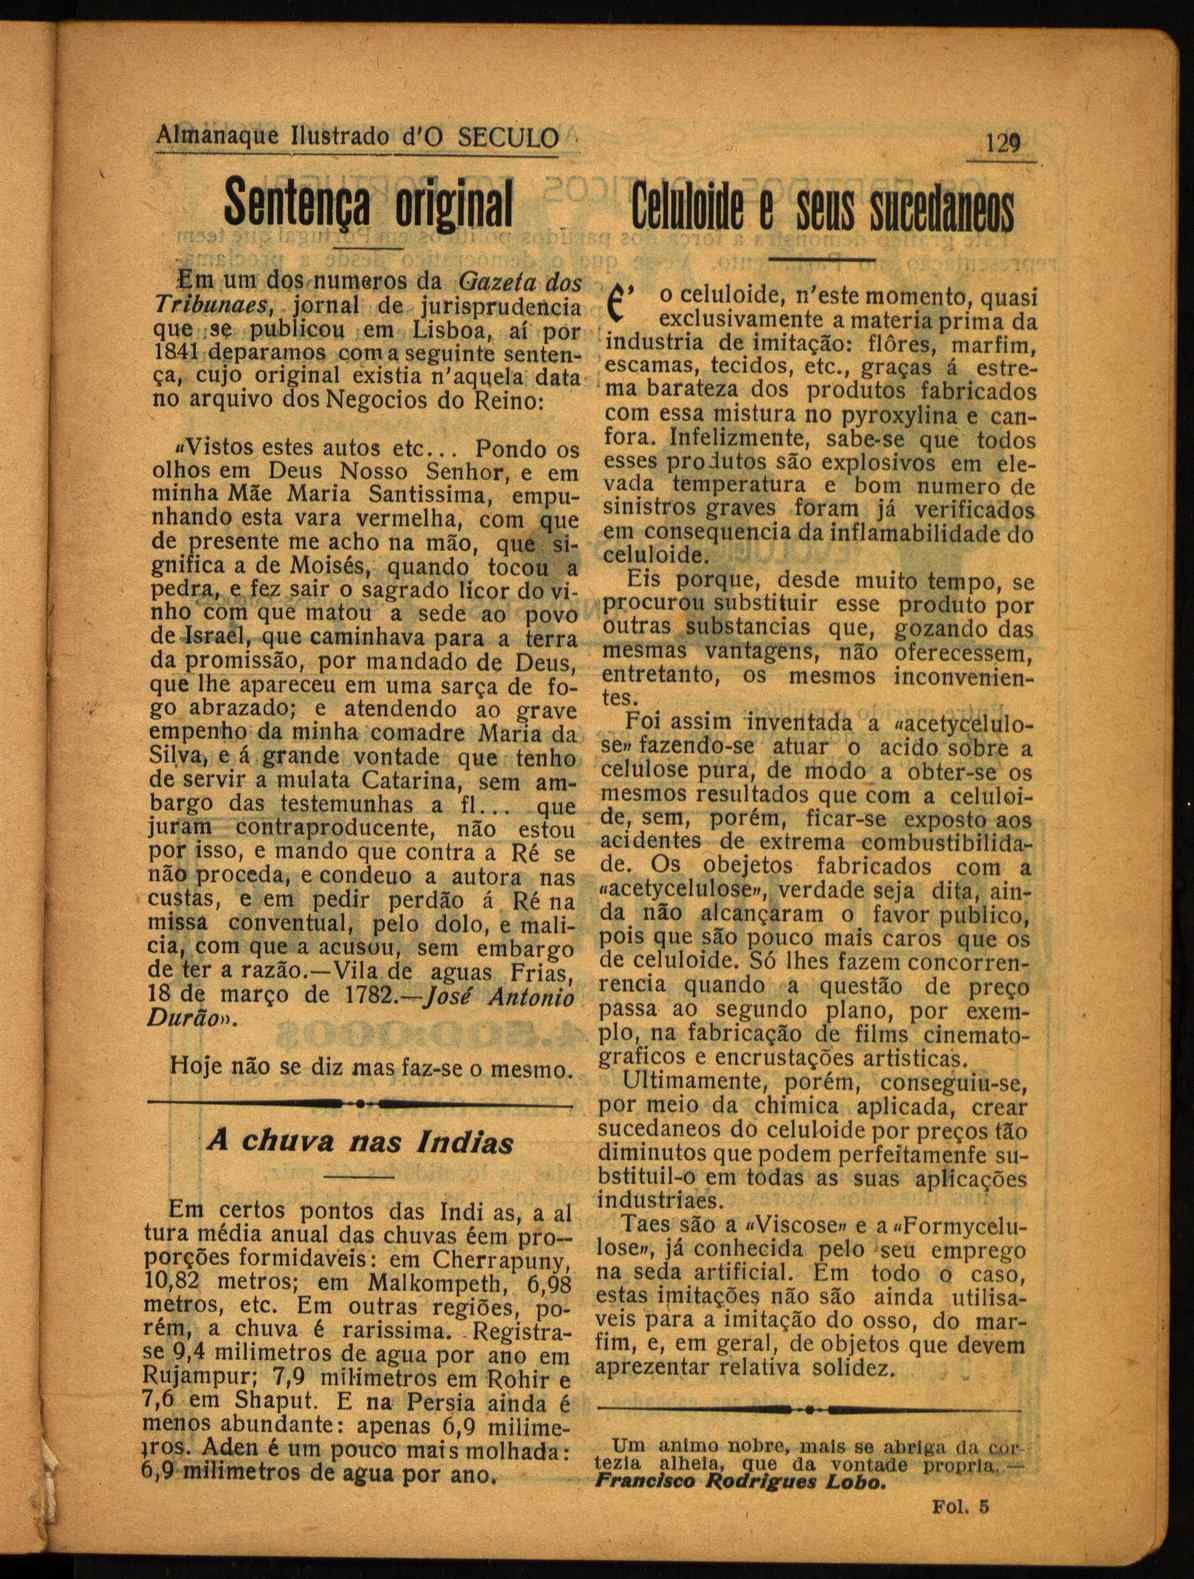 Almanaque Ilustrado d'O SECULO
129
Sentença original
Em um dos numeros da Gazeta dos
Tribunaes, jornal de jurisprudencia
que se publicou em Lisboa, aí por
1841 deparamos com a seguinte senten-
ça, cujo original existia n'aquela data
no arquivo dos Negocios do Reino:
«Vistos estes autos etc... Pondo os
olhos em Deus Nosso Senhor, e em
minha Mãe Maria Santissima, empu-
nhando esta vara vermelha, com que
de presente me acho na mão, que si-
gnifica a de Moisés, quando tocou a
pedra, e fez sair o sagrado licor do vi-
nho com que matou a sede ao povo
de Israel, que caminhava para a terra
da promissão, por mandado de Deus,
que lhe apareceu em uma sarça de fo-
go abrazado; e atendendo ao grave
empenho da minha comadre Maria da
Silva, e á grande vontade que tenho
de servir a mulata Catarina, sem am-
bargo das testemunhas a fl... que
juram contraproducente, não estou
por isso, e mando que contra a Ré se
não proceda, e condeuo a autora nas
custas, e em pedir perdão á Ré na
missa conventual, pelo dolo, e mali-
cia, com que a acusou, sem embargo
de ter a razão.—Vila de aguas Frias,
18 de março de 1782.—José Antonio
Durão».
Hoje não se diz mas faz-se o mesmo.
A chuva nas Indias
Em certos pontos das Indi as, a al
tura média anual das chuvas éem pro—
porções formidaveis: em Cherrapuny,
10,82 metros; em Malkompeth, 6,98
metros, etc. Em outras regiões, po-
rém, a chuva é rarissima. Registra-
se 9,4 milimetros de agua por ano em
Rujampur; 7,9 milimetros em Rohir e
7,6 em Shaput. E na Persia ainda é
menos abundante: apenas 6,9 milime-
tros. Aden é um pouco mais molhada:
6,9 milimetros de agua por ano.
Celuloide e seus sucedaneos
E' o celuloide, n'este momento, quasi
exclusivamente a materia prima da
industria de imitação: flôres, marfim,
escamas, tecidos, etc., graças á estre-
ma barateza dos produtos fabricados
com essa mistura no pyroxylina e can-
fora. Infelizmente, sabe-se que todos
esses produtos são explosivos em ele-
vada temperatura e bom numero de
sinistros graves foram já verificados
em consequencia da inflamabilidade do
celuloide.
Eis porque, desde muito tempo, se
procurou substituir esse produto por
outras substancias que, gozando das
mesmas vantagens, não oferecessem,
entretanto, os mesmos inconvenien-
tes.
Foi assim inventada a «acetycelulo-
se» fazendo-se atuar o acido sobre a
celulose pura, de modo a obter-se os
mesmos resultados que com a celuloi-
de, sem, porém, ficar-se exposto aos
acidentes de extrema combustibilida-
de. Os obejetos fabricados com a
«acetycelulose», verdade seja dita, ain-
da não alcançaram o favor publico,
pois que são pouco mais caros que os
de celuloide. Só lhes fazem concorren-
rencia quando a questão de preço
passa ao segundo plano, por exem-
plo, na fabricação de films cinemato-
graficos e encrustações artisticas.
Ultimamente, porém, conseguiu-se,
por meio da chimica aplicada, crear
sucedaneos do celuloide por preços tão
diminutos que podem perfeitamenfe su-
bstituil-o em todas as suas aplicações
industriaes.
Taes são a «Viscose» e a «Formycelu-
lose», já conhecida pelo seu emprego
na seda artificial. Em todo o caso,
estas imitações não são ainda utilisa-
veis para a imitação do osso, do mar-
fim, e, em geral, de objetos que devem
aprezentar relativa solidez.
Um animo nobre, mais se abriga da cor-
tezia alheia, que da vontade propria.—
Francisco Rodrigues Lobo.
Fol. 5